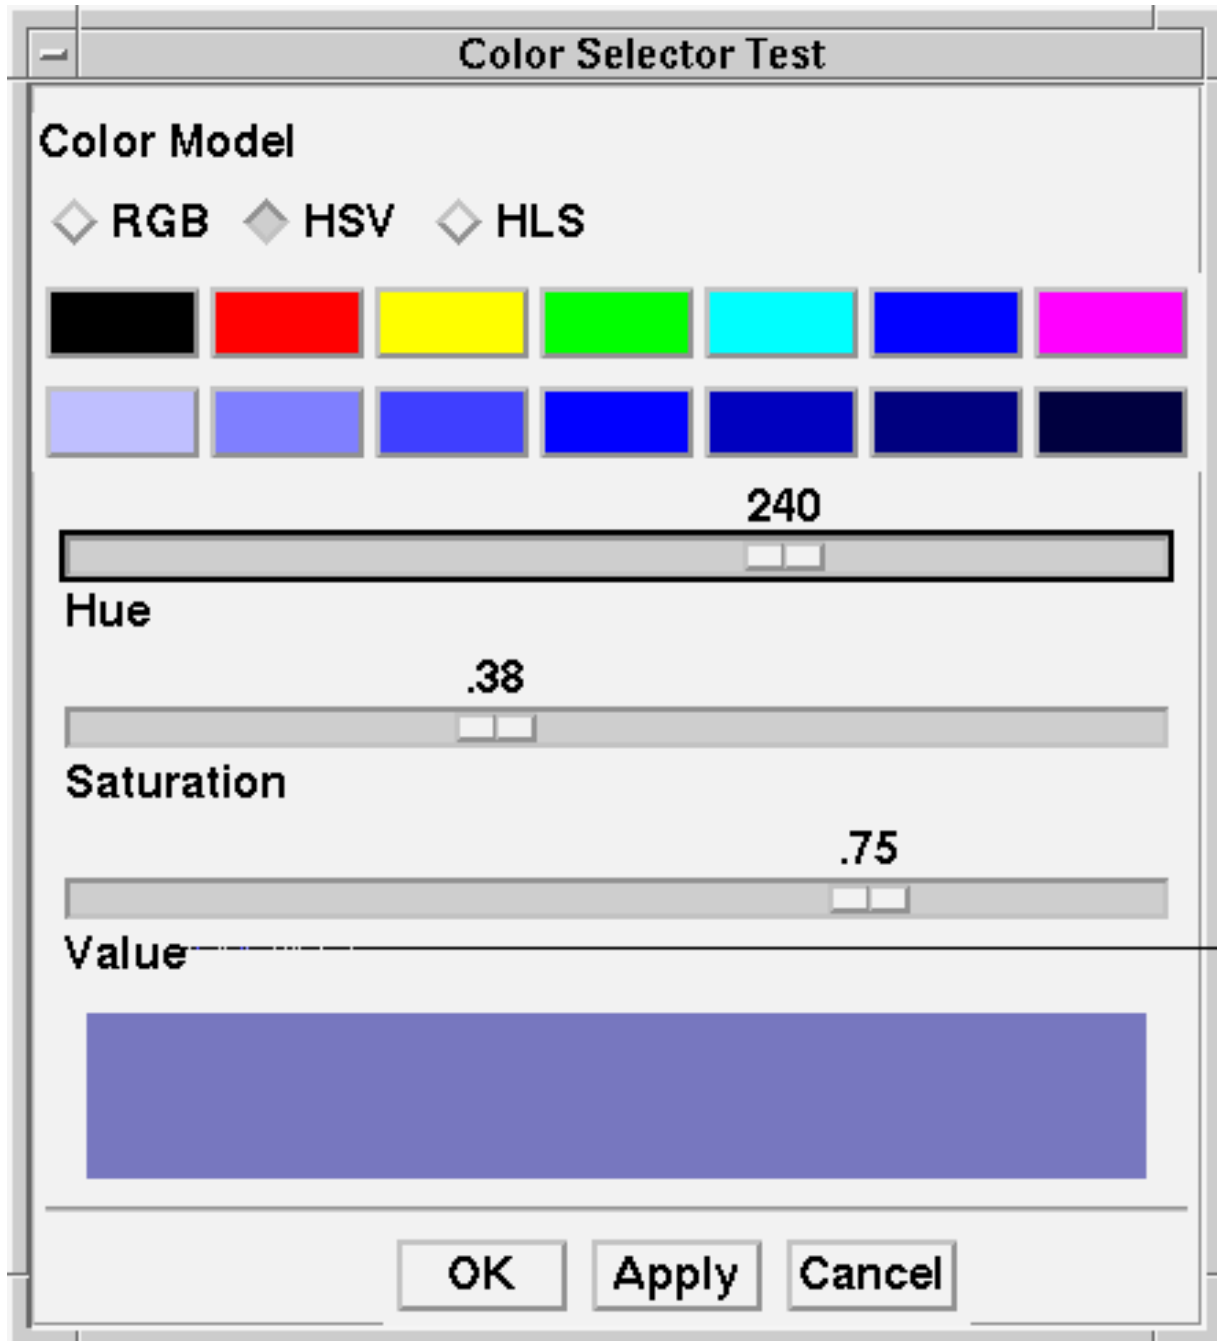 Color Selector Test
Color Model
RGB HSV HLS
240
Hue
.38
Saturation
.75
Value
OK Apply Cancel